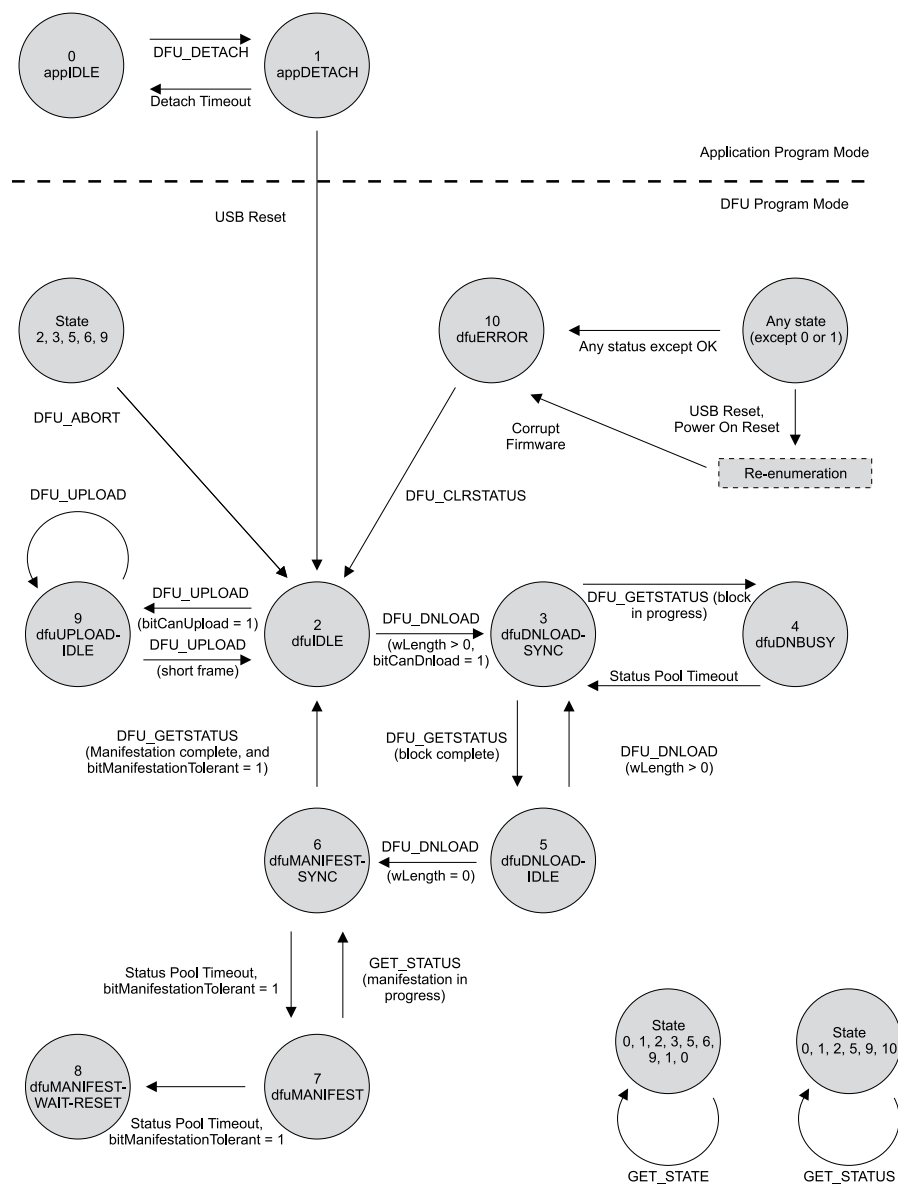 0
appIDLE
DFU_DETACH
1
appDETACH
Detach Timeout
Application Program Mode
DFU Program Mode
USB Reset
State
2, 3, 5, 6, 9
10
dfuERROR
Any status except OK
Any state
(except 0 or 1)
DFU_ABORT
USB Reset,
Power On Reset
Corrupt
Firmware
Re-enumeration
DFU_UPLOAD
DFU_CLRSTATUS
9
dfuUPLOAD-
IDLE
DFU_UPLOAD
(bitCanUpload = 1)
DFU_UPLOAD
(short frame)
2
dfuIDLE
DFU_DNLOAD
(wLength > 0,
bitCanDnload = 1)
3
dfuDNLOAD-
SYNC
DFU_GETSTATUS (block
in progress)
4
dfuDNBUSY
Status Pool Timeout
DFU_GETSTATUS
(Manifestation complete, and
bitManifestationTolerant = 1)
DFU_GETSTATUS
(block complete)
DFU_DNLOAD
(wLength > 0)
6
dfuMANIFEST-
SYNC
DFU_DNLOAD
(wLength = 0)
5
dfuDNLOAD-
IDLE
Status Pool Timeout,
bitManifestationTolerant = 1
GET_STATUS
(manifestation in
progress)
8
dfuMANIFEST-
WAIT-RESET
7
dfuMANIFEST
Status Pool Timeout,
bitManifestationTolerant = 1
State
0, 1, 2, 3, 5, 6,
9, 1, 0
GET_STATE
State
0, 1, 2, 5, 9, 10
GET_STATUS